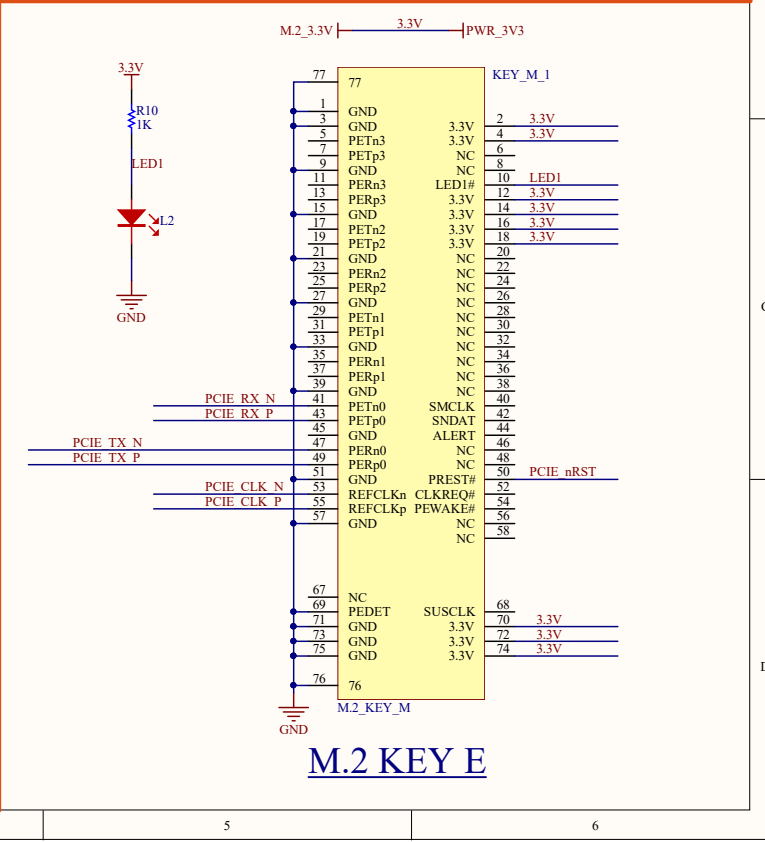 M.2_3.3V 3.3V PWR_3V3
3.3V
R10
1K
LED1
L2
GND
KEY_M_1
77 77
1 GND
3 GND 3.3V 2 3.3V
5 PETn3 3.3V 4 3.3V
7 PETp3 NC 6
9 GND NC 8
11 PERn3 LED1# 10 LED1
13 PERp3 3.3V 12 3.3V
15 GND 3.3V 14 3.3V
17 PETn2 3.3V 16 3.3V
19 PETp2 3.3V 18 3.3V
21 GND NC 20
23 PERn2 NC 22
25 PERp2 NC 24
27 GND NC 26
29 PETn1 NC 28
31 PETp1 NC 30
33 GND NC 32
35 PERn1 NC 34
37 PERp1 NC 36
39 GND NC 38
PCIE_RX_N 41 PETn0 SMCLK 40
PCIE_RX_P 43 PETp0 SNDAT 42
45 GND ALERT 44
PCIE_TX_N 47 PERn0 NC 46
PCIE_TX_P 49 PERp0 NC 48
51 GND PREST# 50 PCIE_nRST
PCIE_CLK_N 53 REFCLKn CLKREQ# 52
PCIE_CLK_P 55 REFCLKp PEWAKE# 54
57 GND NC 56
NC 58
67 NC
69 PEDET SUSCLK 68
71 GND 3.3V 70 3.3V
73 GND 3.3V 72 3.3V
75 GND 3.3V 74 3.3V
76 76
M.2_KEY_M
GND
M.2 KEY E
5 6